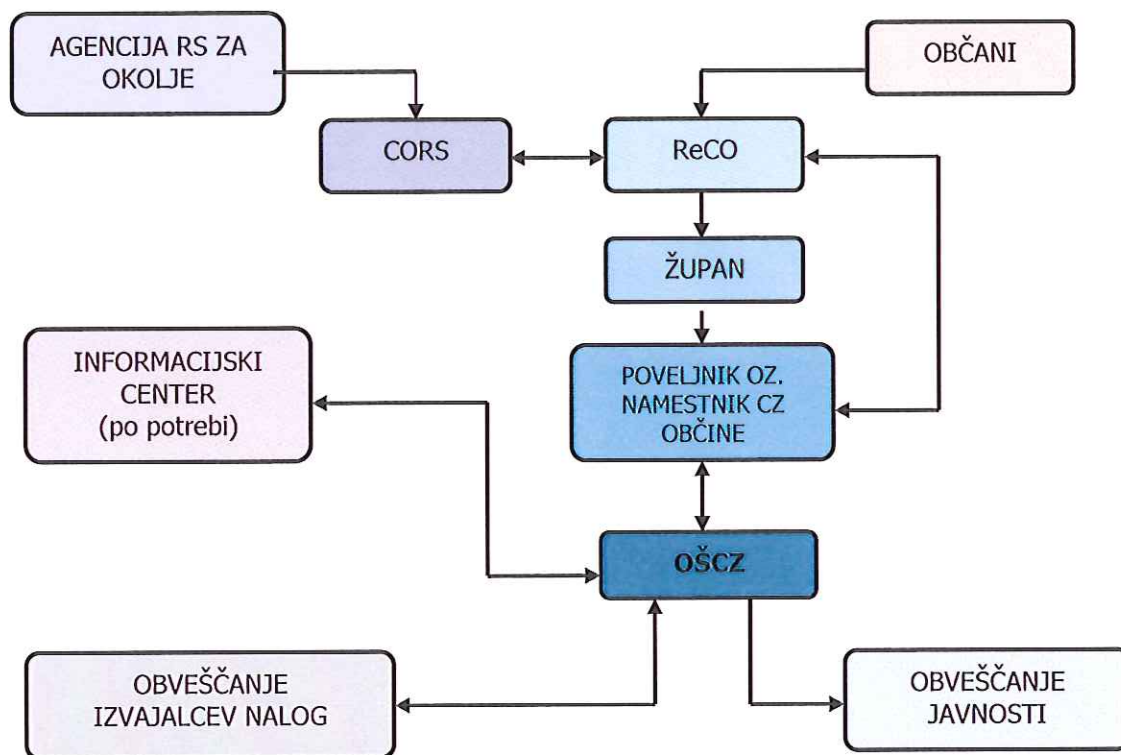 AGENCIJA RS ZA
OKOLJE
OBČANI
CORS
ReCO
ŽUPAN
INFORMACIJSKI
CENTER
(po potrebi)
POVELJNIK OZ.
NAMESTNIK CZ
OBČINE
OŠCZ
OBVEŠČANJE
IZVAJALCEV NALOG
OBVEŠČANJE
JAVNOSTI